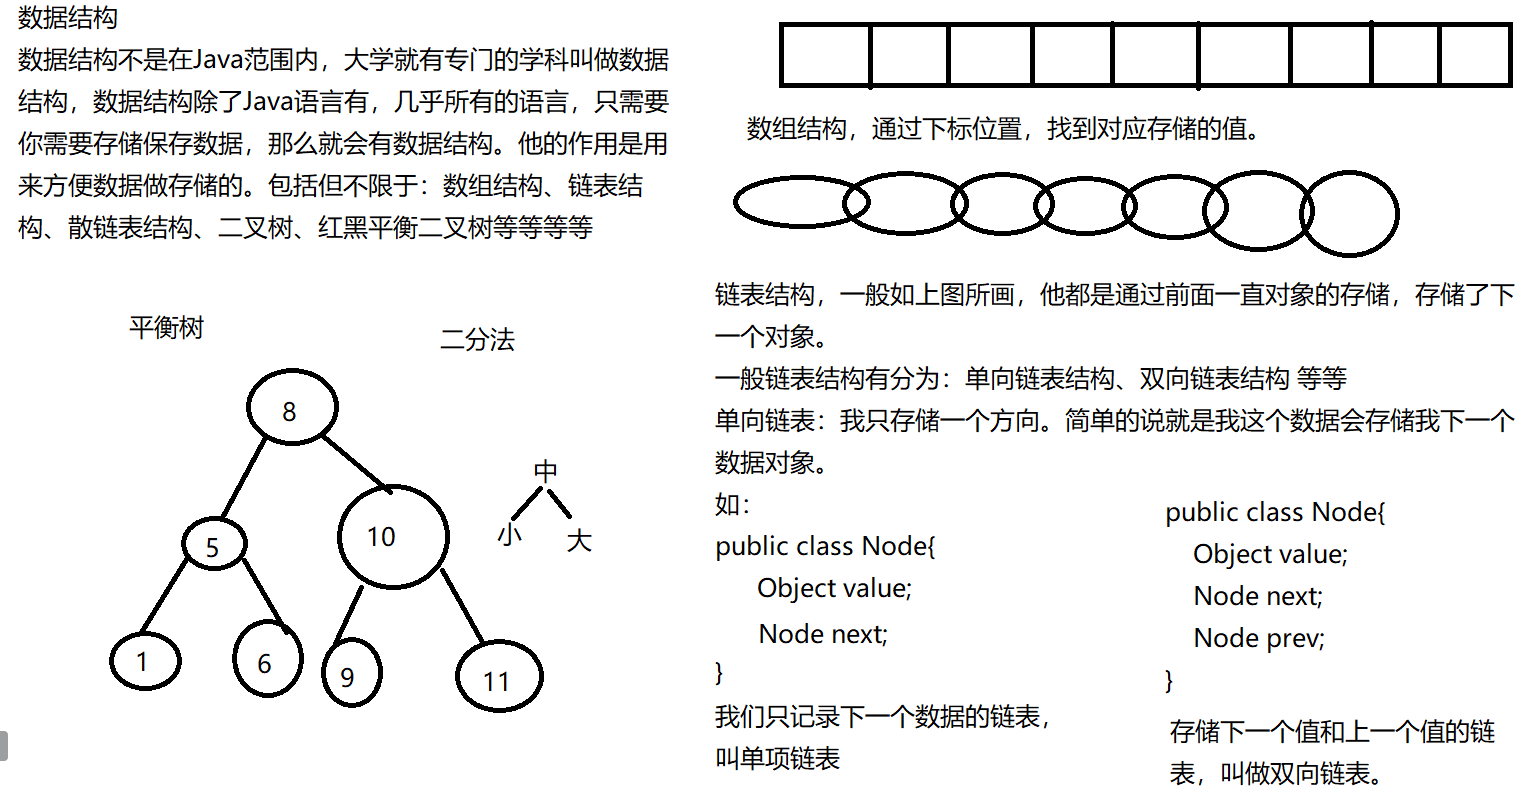 数据结构
数据结构不是在Java范围内，大学就有专门的学科叫做数据
结构，数据结构除了Java语言有，几乎所有的语言，只需要
你需要存储保存数据，那么就会有数据结构。他的作用是用
来方便数据做存储的。包括但不限于：数组结构、链表结
构、散链表结构、二叉树、红黑平衡二叉树等等等等
平衡树
二分法
8
5
10
1
6
9
11
中
小
大
数组结构，通过下标位置，找到对应存储的值。
链表结构，一般如上图所画，他都是通过前面一直对象的存储，存储了下
一个对象。
一般链表结构有分为：单向链表结构、双向链表结构 等等
单向链表：我只存储一个方向。简单的说就是我这个数据会存储我下一个
数据对象。
如：
public class Node{
Object value;
Node next;
}
我们只记录下一个数据的链表，
叫单项链表
public class Node{
Object value;
Node next;
Node prev;
}
存储下一个值和上一个值的链
表，叫做双向链表。